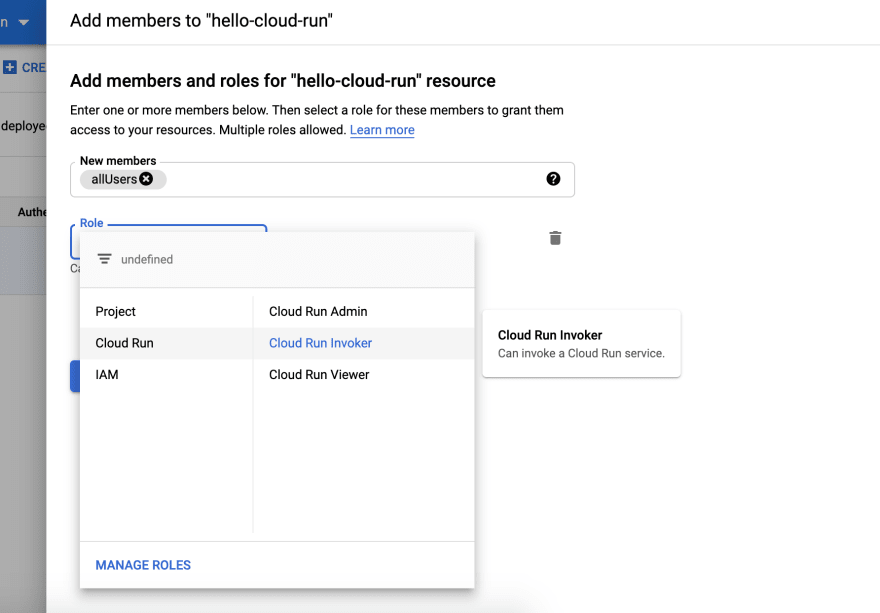 n
Add members to "hello-cloud-run"
CRE
Add members and roles for "hello-cloud-run" resource
Enter one or more members below. Then select a role for these members to grant them
access to your resources. Multiple roles allowed. Learn more
deploye
New members
allUsers
Authe
Role
Ca
undefined
Project
Cloud Run Admin
Cloud Run
Cloud Run Invoker
IAM
Cloud Run Viewer
Cloud Run Invoker
Can invoke a Cloud Run service.
MANAGE ROLES